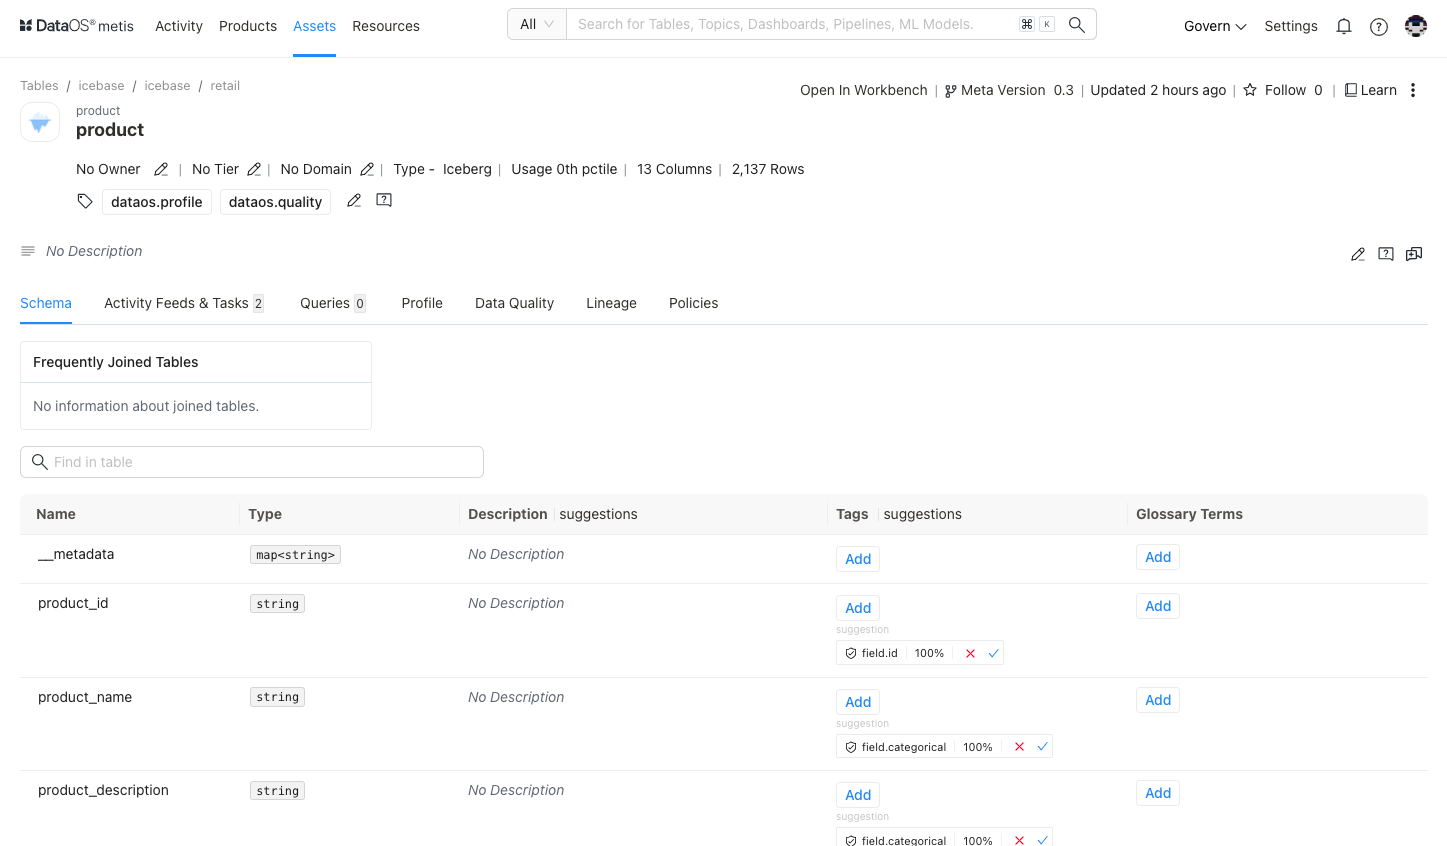 DataOS® metis Activity Products Assets Resources All Search for Tables, Topics, Dashboards, Pipelines, ML Models. ⌘ K Govern Settings
Tables / icebase / icebase / retail
Open In Workbench | Meta Version 0.3 | Updated 2 hours ago | Follow 0 | Learn
product
product
No Owner | No Tier | No Domain | Type - Iceberg | Usage 0th pctile | 13 Columns | 2,137 Rows
dataos.profile dataos.quality
No Description
Schema Activity Feeds & Tasks 2 Queries 0 Profile Data Quality Lineage Policies
Frequently Joined Tables
No information about joined tables.
Find in table
Name Type Description suggestions Tags suggestions Glossary Terms
__metadata map<string> No Description Add Add
product_id string No Description Add Add
suggestion
field.id 100%
product_name string No Description Add Add
suggestion
field.categorical 100%
product_description string No Description Add Add
suggestion
field.categorical 100%